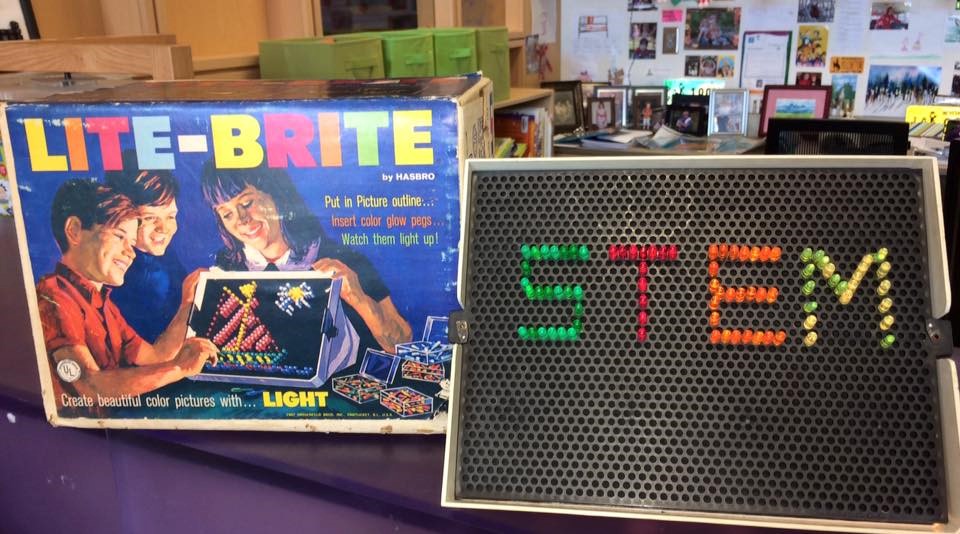 LITE-BRITE
by HASBRO
Put in Picture outline...
Insert color glow pegs...
Watch them light up!
UL
Create beautiful color pictures with... LIGHT
STEM